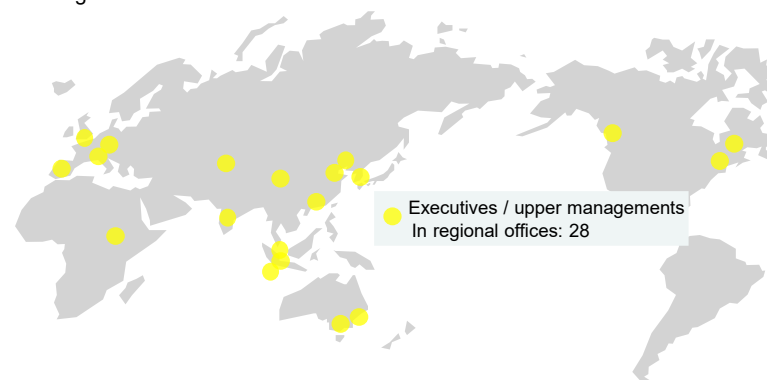 Executives / upper managements
In regional offices: 28